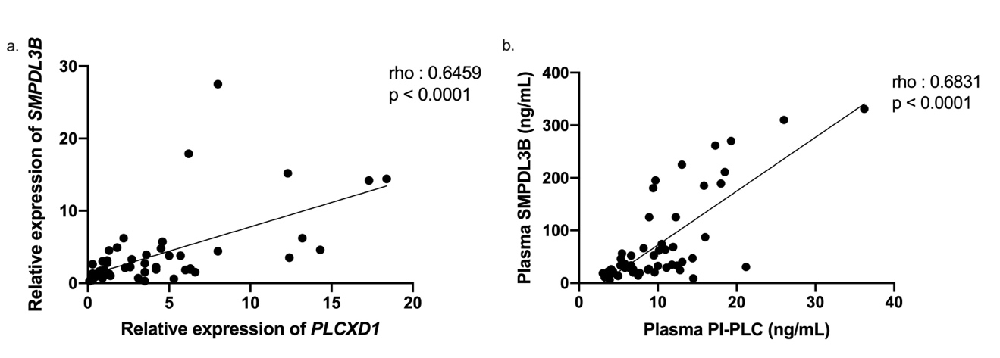 a.
Relative expression of SMPDL3B
30
20
10
0
0 5 10 15 20
Relative expression of PLCXD1
rho : 0.6459
p < 0.0001
b.
Plasma SMPDL3B (ng/mL)
400
300
200
100
0
0 10 20 30 40
Plasma PI-PLC (ng/mL)
rho : 0.6831
p < 0.0001